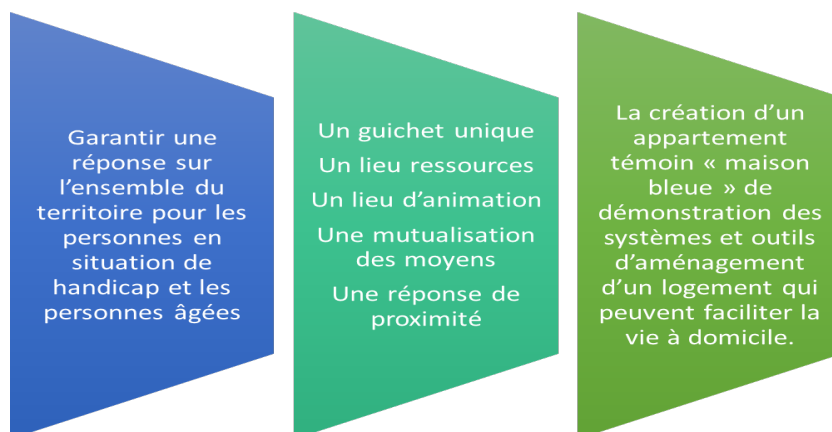 Garantir une
réponse sur
l'ensemble du
territoire pour les
personnes en
situation de
handicap et les
personnes âgées
Un guichet unique
Un lieu ressources
Un lieu d'animation
Une mutualisation
des moyens
Une réponse de
proximité
La création d'un
appartement
témoin « maison
bleue » de
démonstration des
systèmes et outils
d'aménagement
d'un logement qui
peuvent faciliter la
vie à domicile.